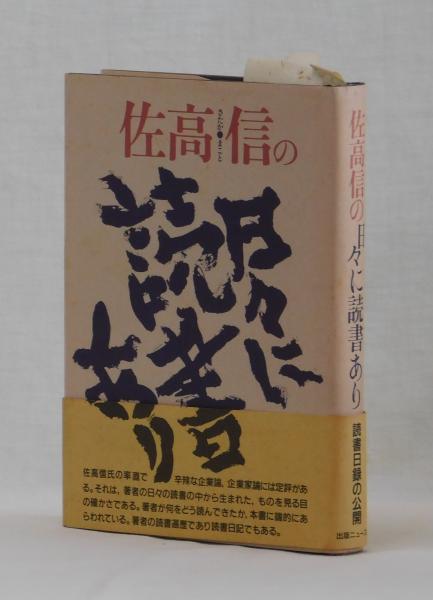 佐高信の
さたか●まこと
日々に
読書
あり
佐高信氏の率直で 辛辣な企業論、企業家論には定評があ
る。それは、著者の日々の読書の中から生まれた、ものを見る目
の確かさである。著者が何をどう読んできたか、本書に端的にあ
らわれている。著者の読書遍歴であり読書日記でもある。
佐高信の日々に読書あり
読書日録の公開
出版ニュース